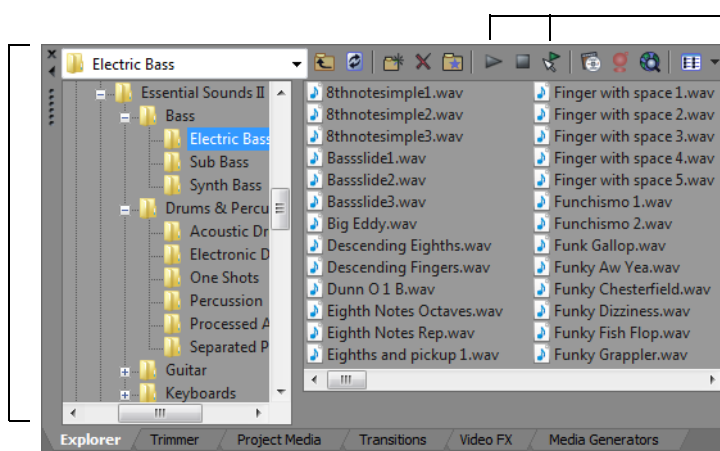 Electric Bass
Essential Sounds II
Bass
Electric Bass
Sub Bass
Synth Bass
Drums & Percu
Acoustic Dr
Electronic D
One Shots
Percussion
Processed A
Separated P
Guitar
Keyboards
8thnotesimple1.wav
8thnotesimple2.wav
8thnotesimple3.wav
Bassslide1.wav
Bassslide2.wav
Bassslide3.wav
Big Eddy.wav
Descending Eighths.wav
Descending Fingers.wav
Dunn O 1 B.wav
Eighth Notes Octaves.wav
Eighth Notes Rep.wav
Eighths and pickup 1.wav
Finger with space 1.wav
Finger with space 2.wav
Finger with space 3.wav
Finger with space 4.wav
Finger with space 5.wav
Funchismo 1.wav
Funchismo 2.wav
Funk Gallop.wav
Funky Aw Yea.wav
Funky Chesterfield.wav
Funky Dizziness.wav
Funky Fish Flop.wav
Funky Grappler.wav
Explorer Trimmer Project Media Transitions Video FX Media Generators